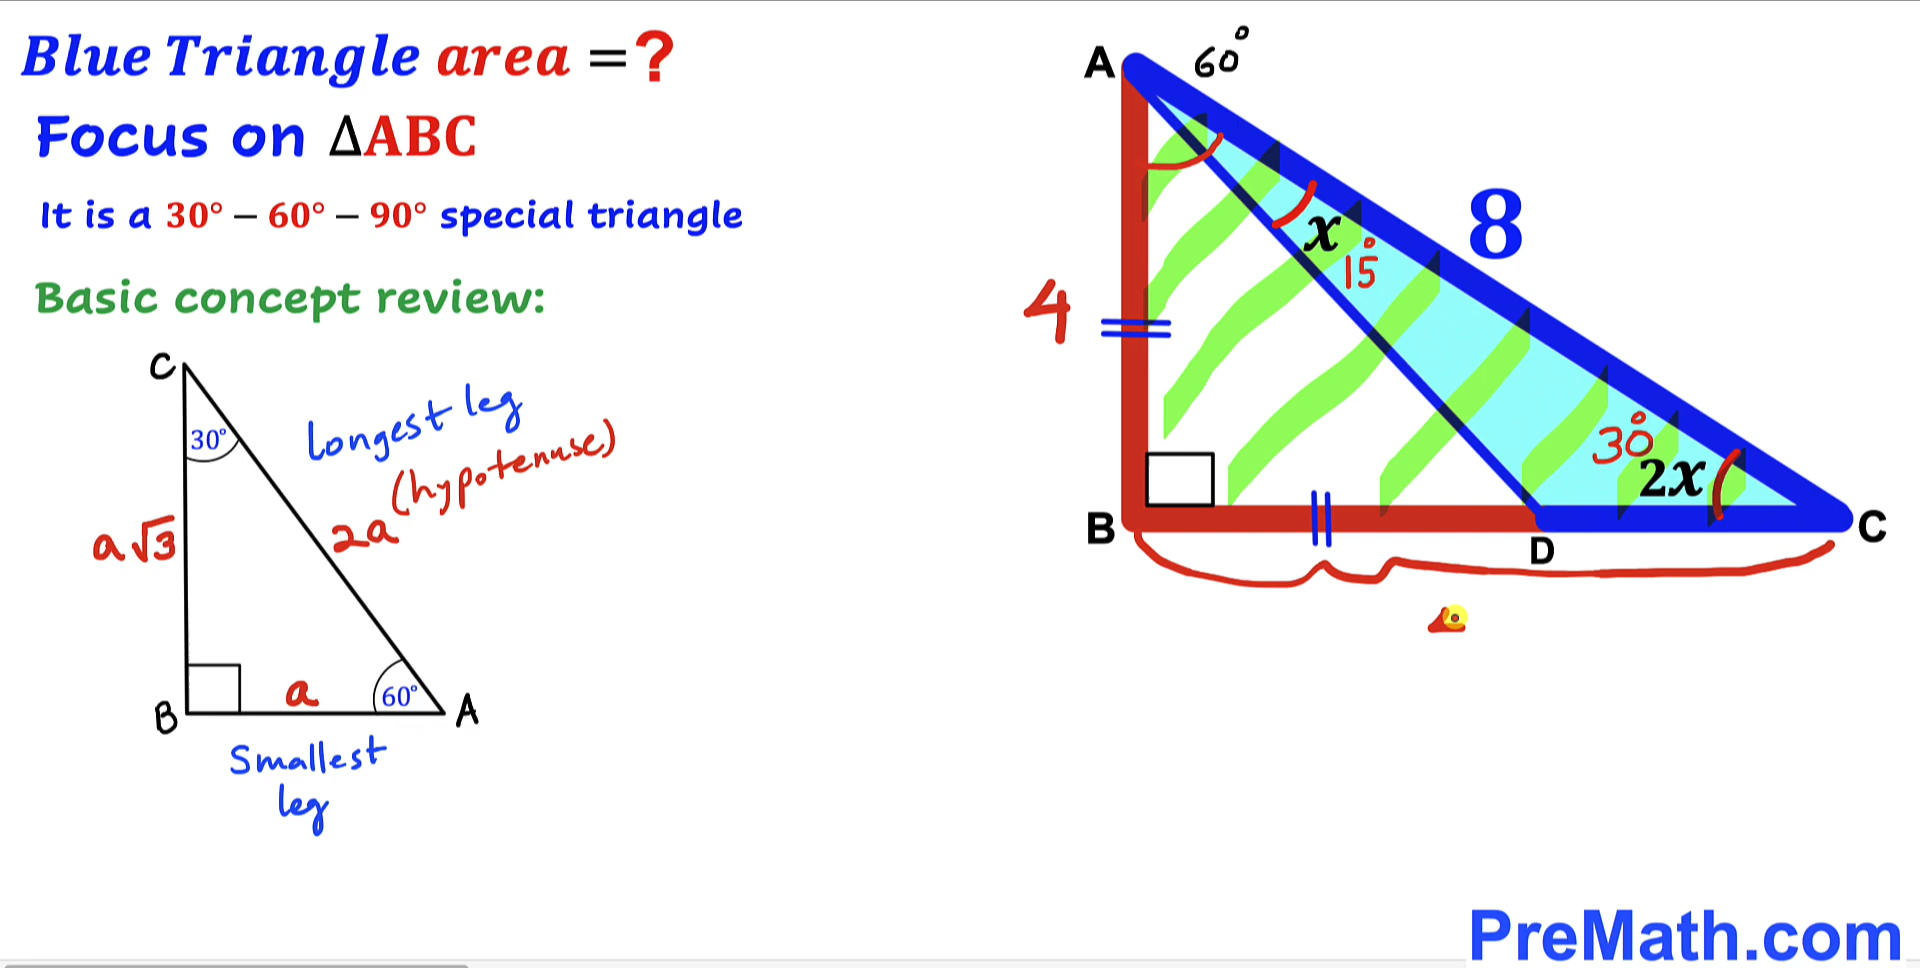 Blue Triangle area =?
Focus on ΔABC
It is a 30° – 60° – 90° special triangle
Basic concept review:
C
30°
Longest leg
(hypotenuse)
2a
a√3
a
60°
B
A
Smallest
leg
A
60°
8
x
15°
4
30°
2x
B
D
C
PreMath.com